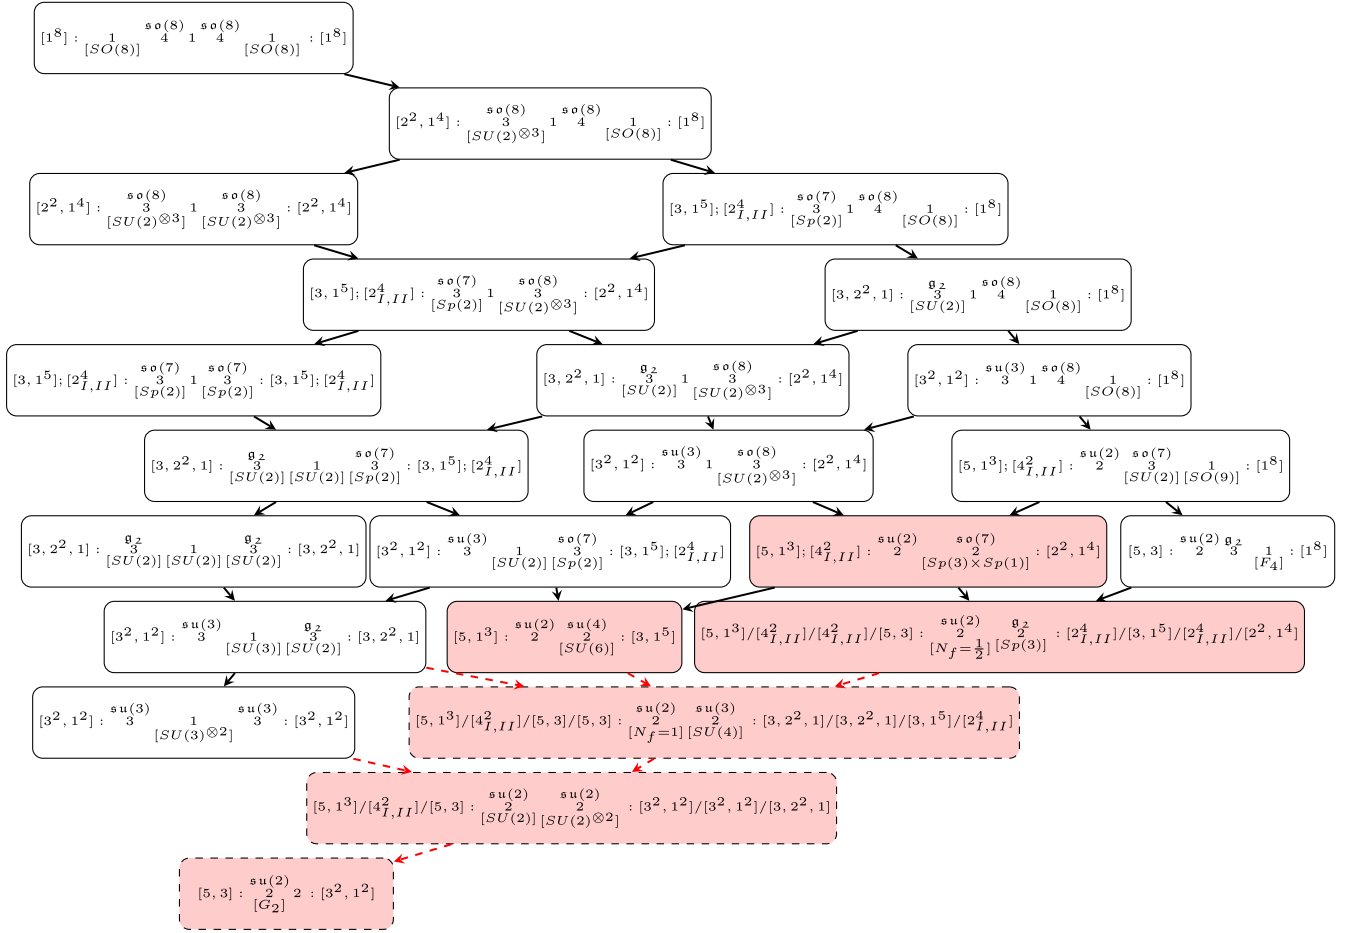 [1^8] : 1 [SO(8)] so(8) 4 1 so(8) 4 1 [SO(8)] : [1^8]
[2^2, 1^4] : so(8) 3 [SU(2)^⊗3] 1 so(8) 4 1 [SO(8)] : [1^8]
[2^2, 1^4] : so(8) 3 [SU(2)^⊗3] 1 so(8) 3 [SU(2)^⊗3] : [2^2, 1^4]
[3, 1^5]; [2^4_{I,II}] : so(7) 3 [Sp(2)] 1 so(8) 4 1 [SO(8)] : [1^8]
[3, 1^5]; [2^4_{I,II}] : so(7) 3 [Sp(2)] 1 so(8) 3 [SU(2)^⊗3] : [2^2, 1^4]
[3, 2^2, 1] : g_2 3 [SU(2)] 1 so(8) 4 1 [SO(8)] : [1^8]
[3, 1^5]; [2^4_{I,II}] : so(7) 3 [Sp(2)] 1 so(7) 3 [Sp(2)] : [3, 1^5]; [2^4_{I,II}]
[3, 2^2, 1] : g_2 3 [SU(2)] 1 so(8) 3 [SU(2)^⊗3] : [2^2, 1^4]
[3^2, 1^2] : su(3) 3 1 so(8) 4 1 [SO(8)] : [1^8]
[3, 2^2, 1] : g_2 3 [SU(2)] 1 [SU(2)] so(7) 3 [Sp(2)] : [3, 1^5]; [2^4_{I,II}]
[3^2, 1^2] : su(3) 3 1 so(8) 3 [SU(2)^⊗3] : [2^2, 1^4]
[5, 1^3]; [4^2_{I,II}] : su(2) 2 so(7) 3 [SU(2)] 1 [SO(9)] : [1^8]
[3, 2^2, 1] : g_2 3 [SU(2)] 1 [SU(2)] g_2 3 [SU(2)] : [3, 2^2, 1]
[3^2, 1^2] : su(3) 3 1 [SU(2)] so(7) 3 [Sp(2)] : [3, 1^5]; [2^4_{I,II}]
[5, 1^3]; [4^2_{I,II}] : su(2) 2 so(7) 2 [Sp(3)×Sp(1)] : [2^2, 1^4]
[5, 3] : su(2) 2 g_2 3 1 [F_4] : [1^8]
[3^2, 1^2] : su(3) 3 1 [SU(3)] g_2 3 [SU(2)] : [3, 2^2, 1]
[5, 1^3] : su(2) 2 su(4) 2 [SU(6)] : [3, 1^5]
[5, 1^3]/[4^2_{I,II}]/[4^2_{I,II}]/[5, 3] : su(2) 2 [N_f=1/2] g_2 2 [Sp(3)] : [2^4_{I,II}]/[3, 1^5]/[2^4_{I,II}]/[2^2, 1^4]
[3^2, 1^2] : su(3) 3 1 [SU(3)^⊗2] su(3) 3 : [3^2, 1^2]
[5, 1^3]/[4^2_{I,II}]/[5, 3]/[5, 3] : su(2) 2 [N_f=1] su(3) 2 [SU(4)] : [3, 2^2, 1]/[3, 2^2, 1]/[3, 1^5]/[2^4_{I,II}]
[5, 1^3]/[4^2_{I,II}]/[5, 3] : su(2) 2 [SU(2)] su(2) 2 [SU(2)^⊗2] : [3^2, 1^2]/[3^2, 1^2]/[3, 2^2, 1]
[5, 3] : su(2) 2 [G_2] 2 : [3^2, 1^2]